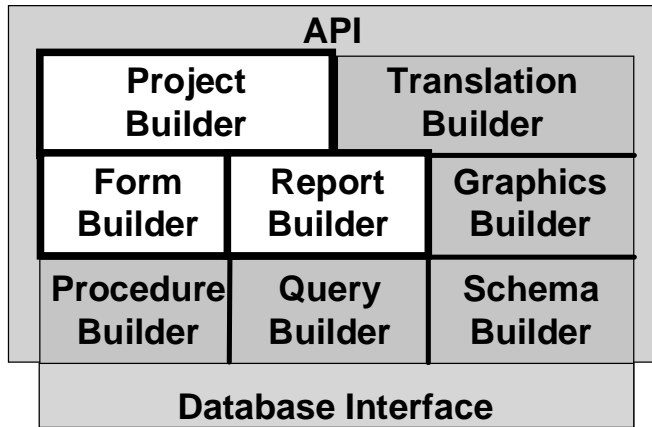 API
Project
Builder
Translation
Builder
Form
Builder
Report
Builder
Graphics
Builder
Procedure
Builder
Query
Builder
Schema
Builder
Database Interface